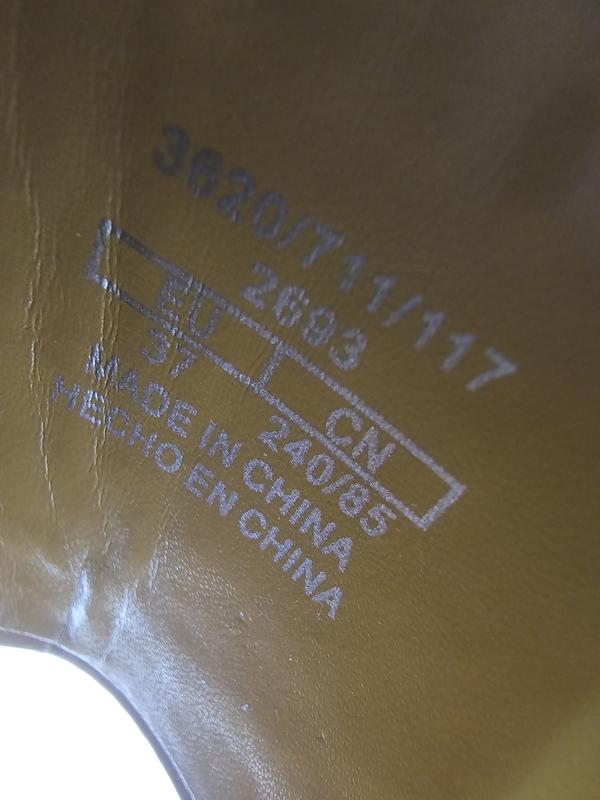 3620/711/117
2693
EU CN
37 240/85
MADE IN CHINA
HECHO EN CHINA